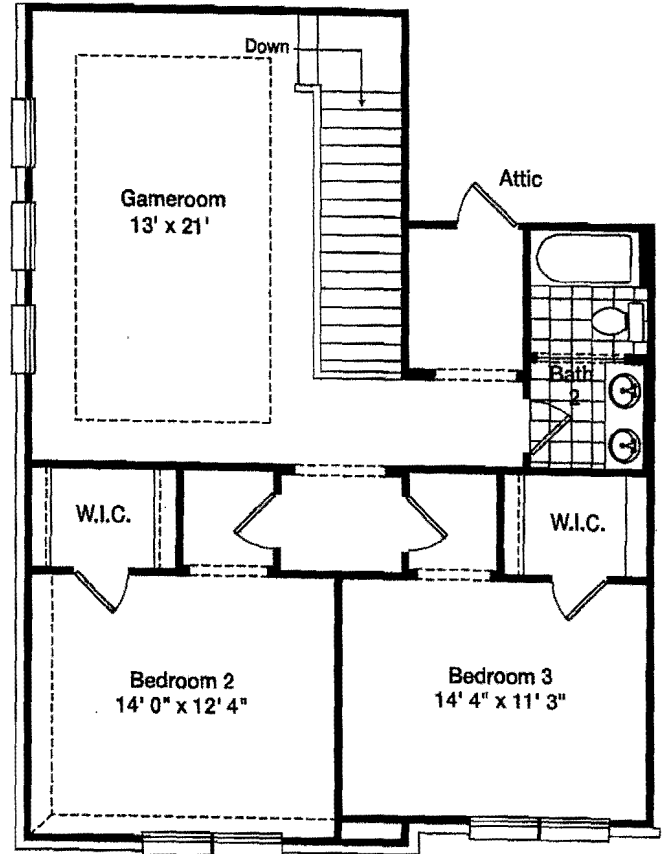 Down
Attic
Gameroom
13' x 21'
Bath
2
W.I.C.
W.I.C.
Bedroom 2
14' 0" x 12' 4"
Bedroom 3
14' 4" x 11' 3"